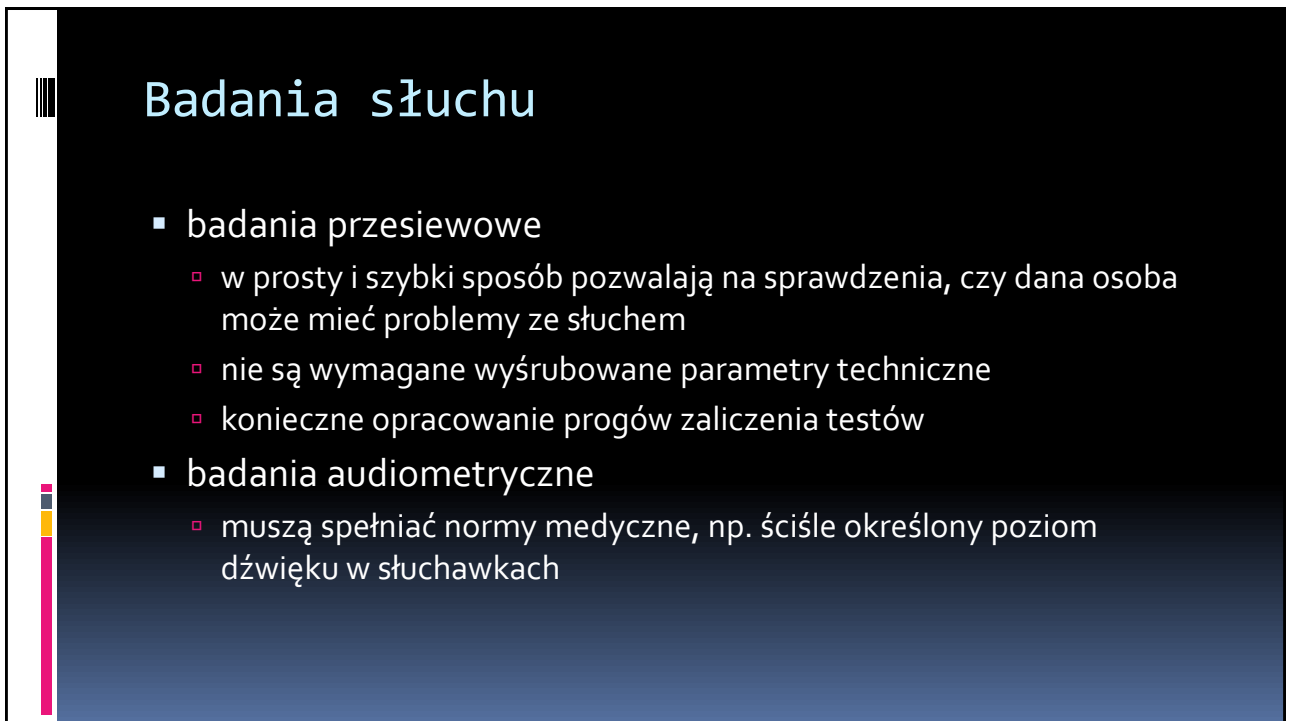 Badania słuchu
badania przesiewowe
w prosty i szybki sposób pozwalają na sprawdzenia, czy dana osoba
może mieć problemy ze słuchem
nie są wymagane wyśrubowane parametry techniczne
konieczne opracowanie progów zaliczenia testów
badania audiometryczne
muszą spełniać normy medyczne, np. ściśle określony poziom
dźwięku w słuchawkach